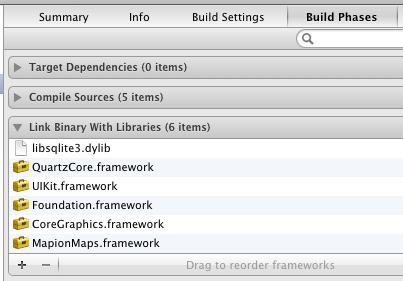 Summary Info Build Settings Build Phases
Target Dependencies (0 items)
Compile Sources (5 items)
Link Binary With Libraries (6 items)
libsqlite3.dylib
QuartzCore.framework
UIKit.framework
Foundation.framework
CoreGraphics.framework
MapionMaps.framework
Drag to reorder frameworks